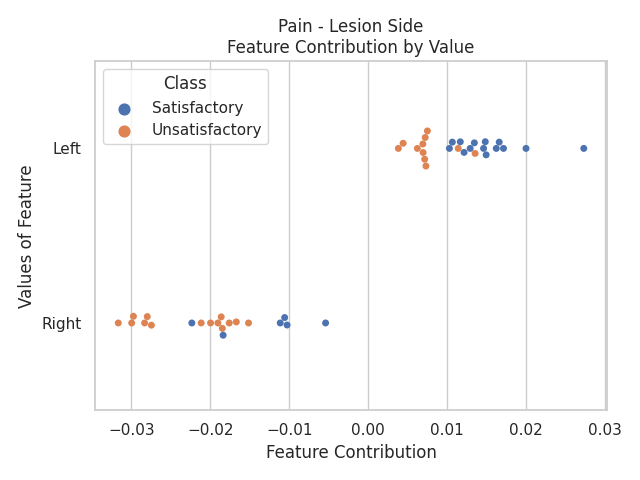 Pain - Lesion Side
Feature Contribution by Value
Class
Satisfactory
Unsatisfactory
Values of Feature
Left
Right
−0.03 −0.02 −0.01 0.00 0.01 0.02 0.03
Feature Contribution